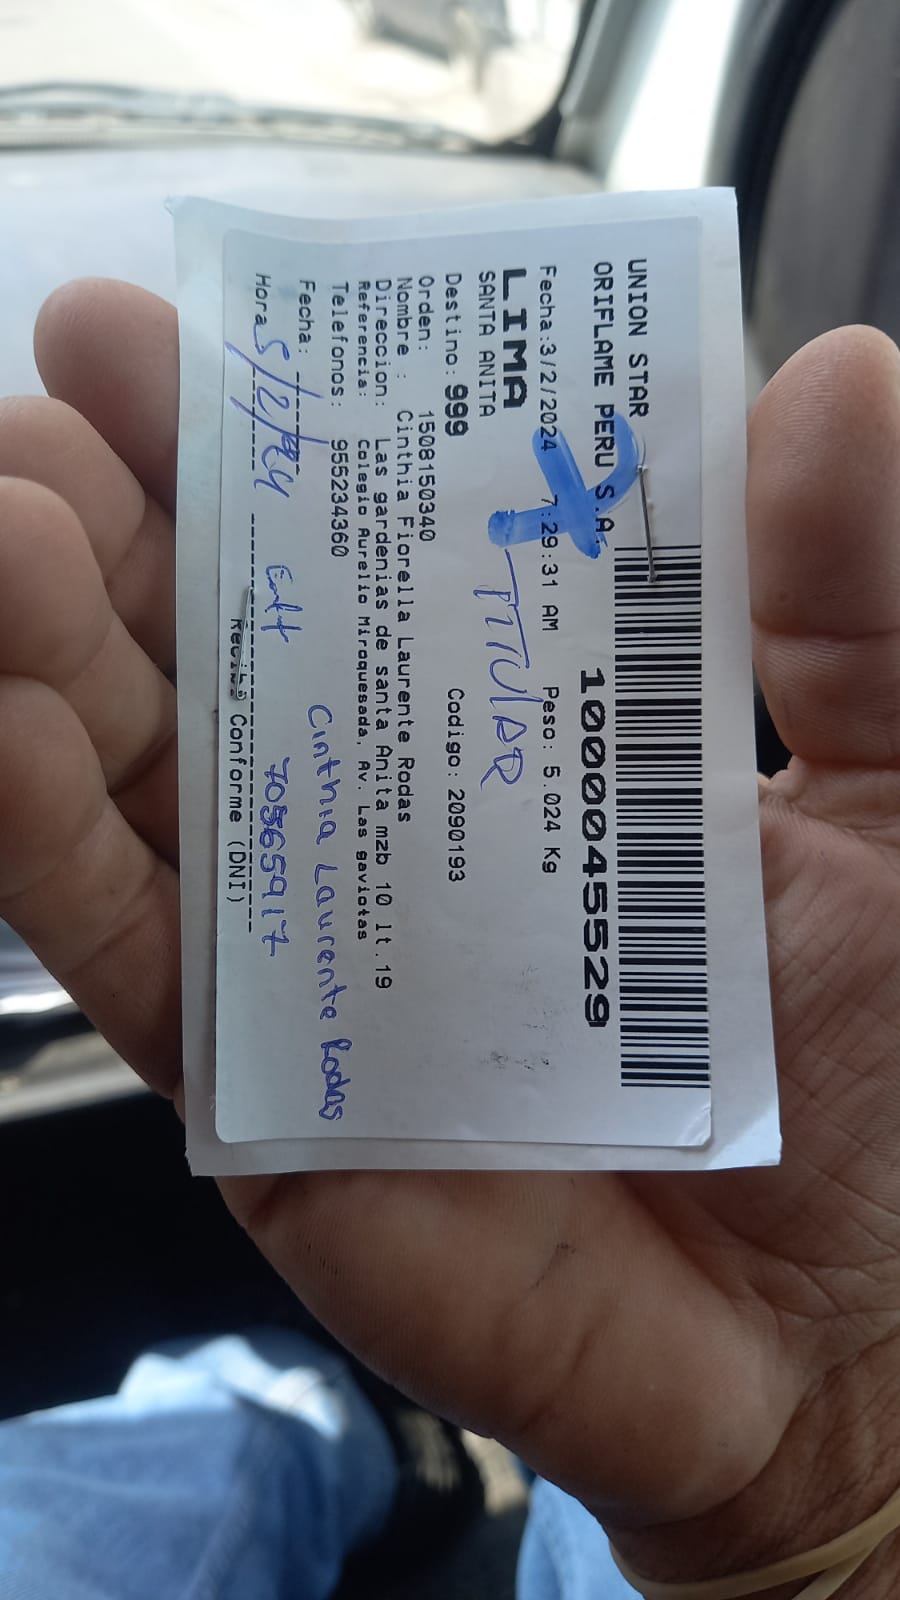 UNION STAR
ORIFLAME PERU S.A.
1000045529
Fecha:3/2/2024 7:29:31 AM Peso: 5.024 Kg
LIMA
TITULAR
SANTA ANITA
Destino: 999 Codigo: 2090193
Orden: 1508150340
Nombre : Cinthia Fiorella Laurente Rodas
Direccion: Las gardenias de santa Anita mzb 10 lt.19
Referencia: Colegio Aurelio Miroquesada, Av. Las gaviotas
Telefonos: 955234360
Fecha: Cinthia Laurente Rodas
Hora 5/2/24 70565917
Recibo Conforme (DNI)